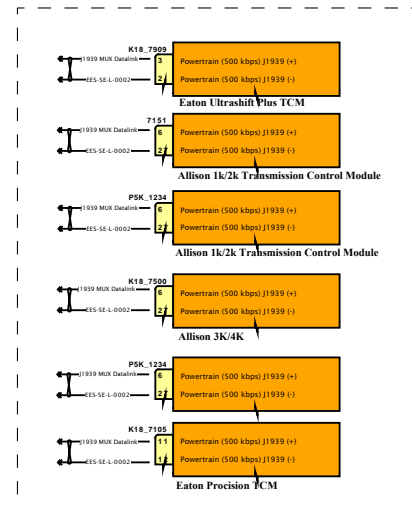 K18_7909
J1939 MUX Datalink
3
Powertrain (500 kbps) J1939 (+)
EES-SE-L-0002
2
Powertrain (500 kbps) J1939 (-)
Eaton Ultrashift Plus TCM
7151
J1939 MUX Datalink
6
Powertrain (500 kbps) J1939 (+)
EES-SE-L-0002
27
Powertrain (500 kbps) J1939 (-)
Allison 1k/2k Transmission Control Module
P5K_1234
J1939 MUX Datalink
6
Powertrain (500 kbps) J1939 (+)
EES-SE-L-0002
27
Powertrain (500 kbps) J1939 (-)
Allison 1k/2k Transmission Control Module
K18_7500
J1939 MUX Datalink
6
Powertrain (500 kbps) J1939 (+)
EES-SE-L-0002
27
Powertrain (500 kbps) J1939 (-)
Allison 3K/4K
P5K_1234
J1939 MUX Datalink
6
Powertrain (500 kbps) J1939 (+)
EES-SE-L-0002
27
Powertrain (500 kbps) J1939 (-)
K18_7105
J1939 MUX Datalink
11
Powertrain (500 kbps) J1939 (+)
EES-SE-L-0002
Powertrain (500 kbps) J1939 (-)
Eaton Procision TCM